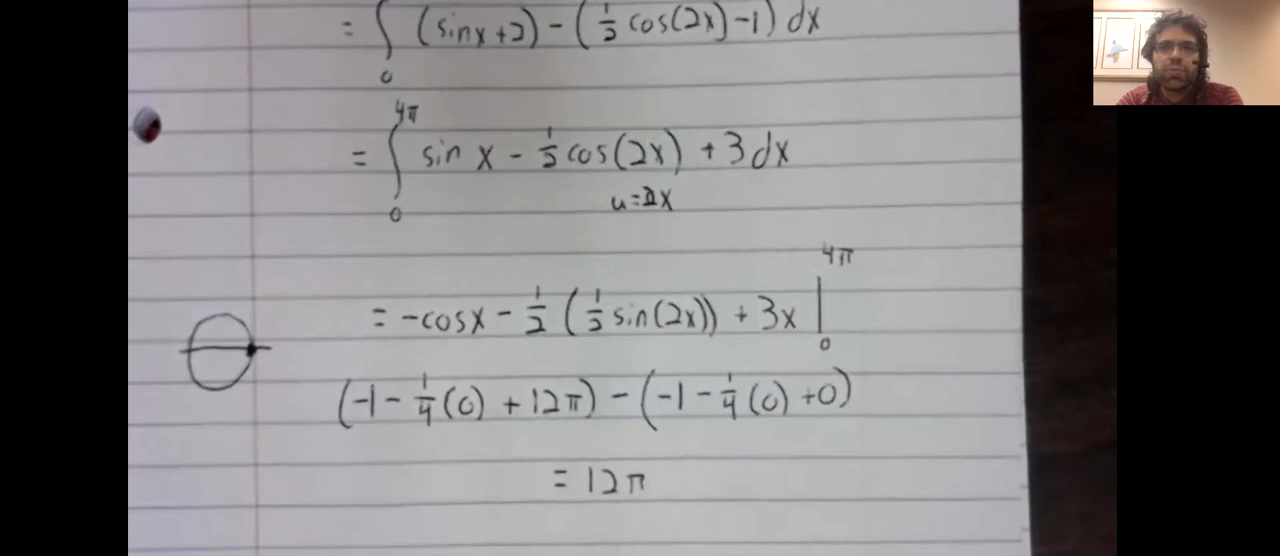 = ∫₀ (sinx+2) - (½ cos(2x) - 1) dx
= ∫₀^4π sin x - ½ cos(2x) + 3 dx
u=2x
= -cosx - ½ (½ sin(2x)) + 3x |₀^4π
(-1 - ¼(0) + 12π) - (-1 - ¼(0) + 0)
= 12π